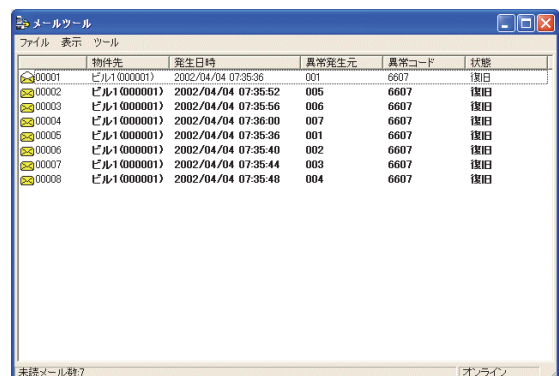 メールツール
ファイル 表示 ツール
物件先 発生日時 異常発生元 異常コード 状態
00001 ビル1(000001) 2002/04/04 07:35:36 001 6607 復旧
00002 ビル1(000001) 2002/04/04 07:35:52 005 6607 復旧
00003 ビル1(000001) 2002/04/04 07:35:56 006 6607 復旧
00004 ビル1(000001) 2002/04/04 07:36:00 007 6607 復旧
00005 ビル1(000001) 2002/04/04 07:35:36 001 6607 復旧
00006 ビル1(000001) 2002/04/04 07:35:40 002 6607 復旧
00007 ビル1(000001) 2002/04/04 07:35:44 003 6607 復旧
00008 ビル1(000001) 2002/04/04 07:35:48 004 6607 復旧
未読メール数:7 オンライン